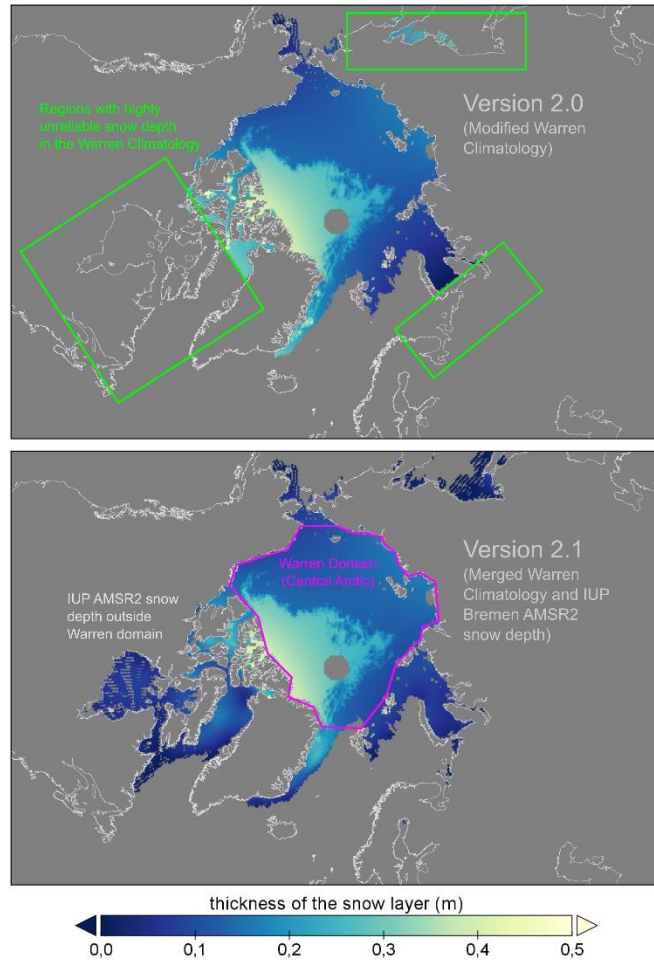 Regions with highly
unreliable snow depth
in the Warren Climatology
Version 2.0
(Modified Warren
Climatology)
Warren Domain
(Central Arctic)
Version 2.1
(Merged Warren
Climatology and IUP
Bremen AMSR2
snow depth)
IUP AMSR2 snow
depth outside
Warren domain
thickness of the snow layer (m)
0,0 0,1 0,2 0,3 0,4 0,5